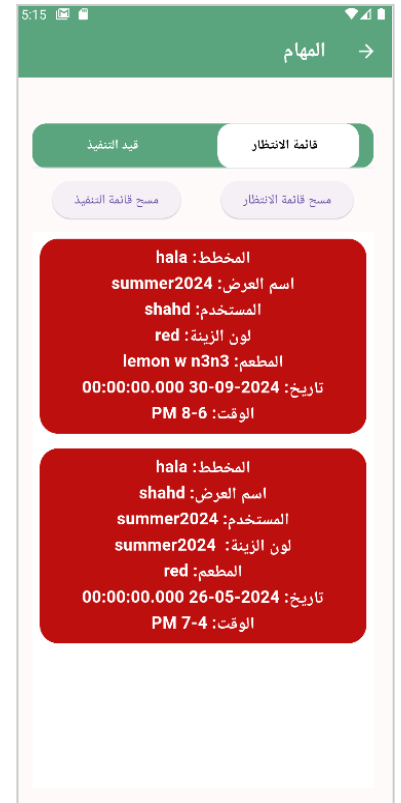 5:15
المهام
قائمة الانتظار
قيد التنفيذ
مسح قائمة الانتظار
مسح قائمة التنفيذ
المخطط: hala
اسم العرض: summer2024
المستخدم: shahd
لون الزينة: red
المطعم: lemon w n3n3
تاريخ: 2024-09-30 00:00:00.000
الوقت: 6-8 PM
المخطط: hala
اسم العرض: shahd
المستخدم: summer2024
لون الزينة: summer2024
المطعم: red
تاريخ: 2024-05-26 00:00:00.000
الوقت: 4-7 PM